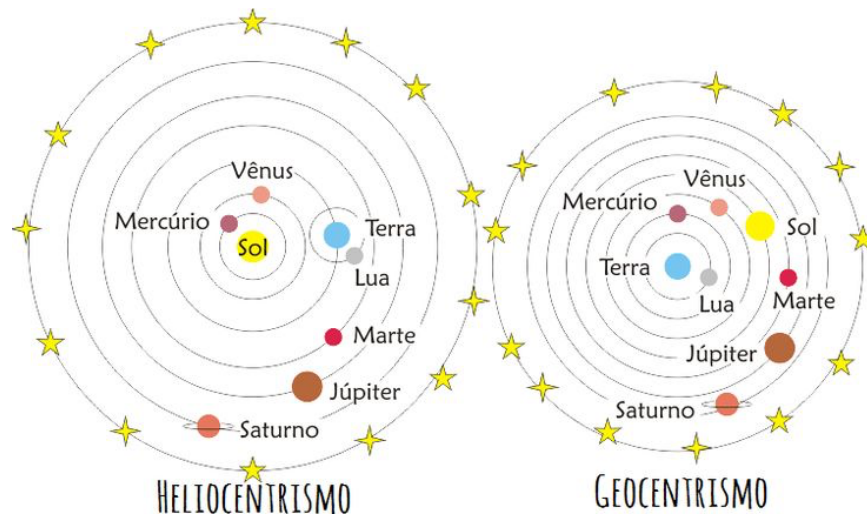 Vênus
Mercúrio
Sol
Terra
Lua
Marte
Júpiter
Saturno
HELIOCENTRISMO
Vênus
Mercúrio
Sol
Terra
Lua
Marte
Júpiter
Saturno
GEOCENTRISMO